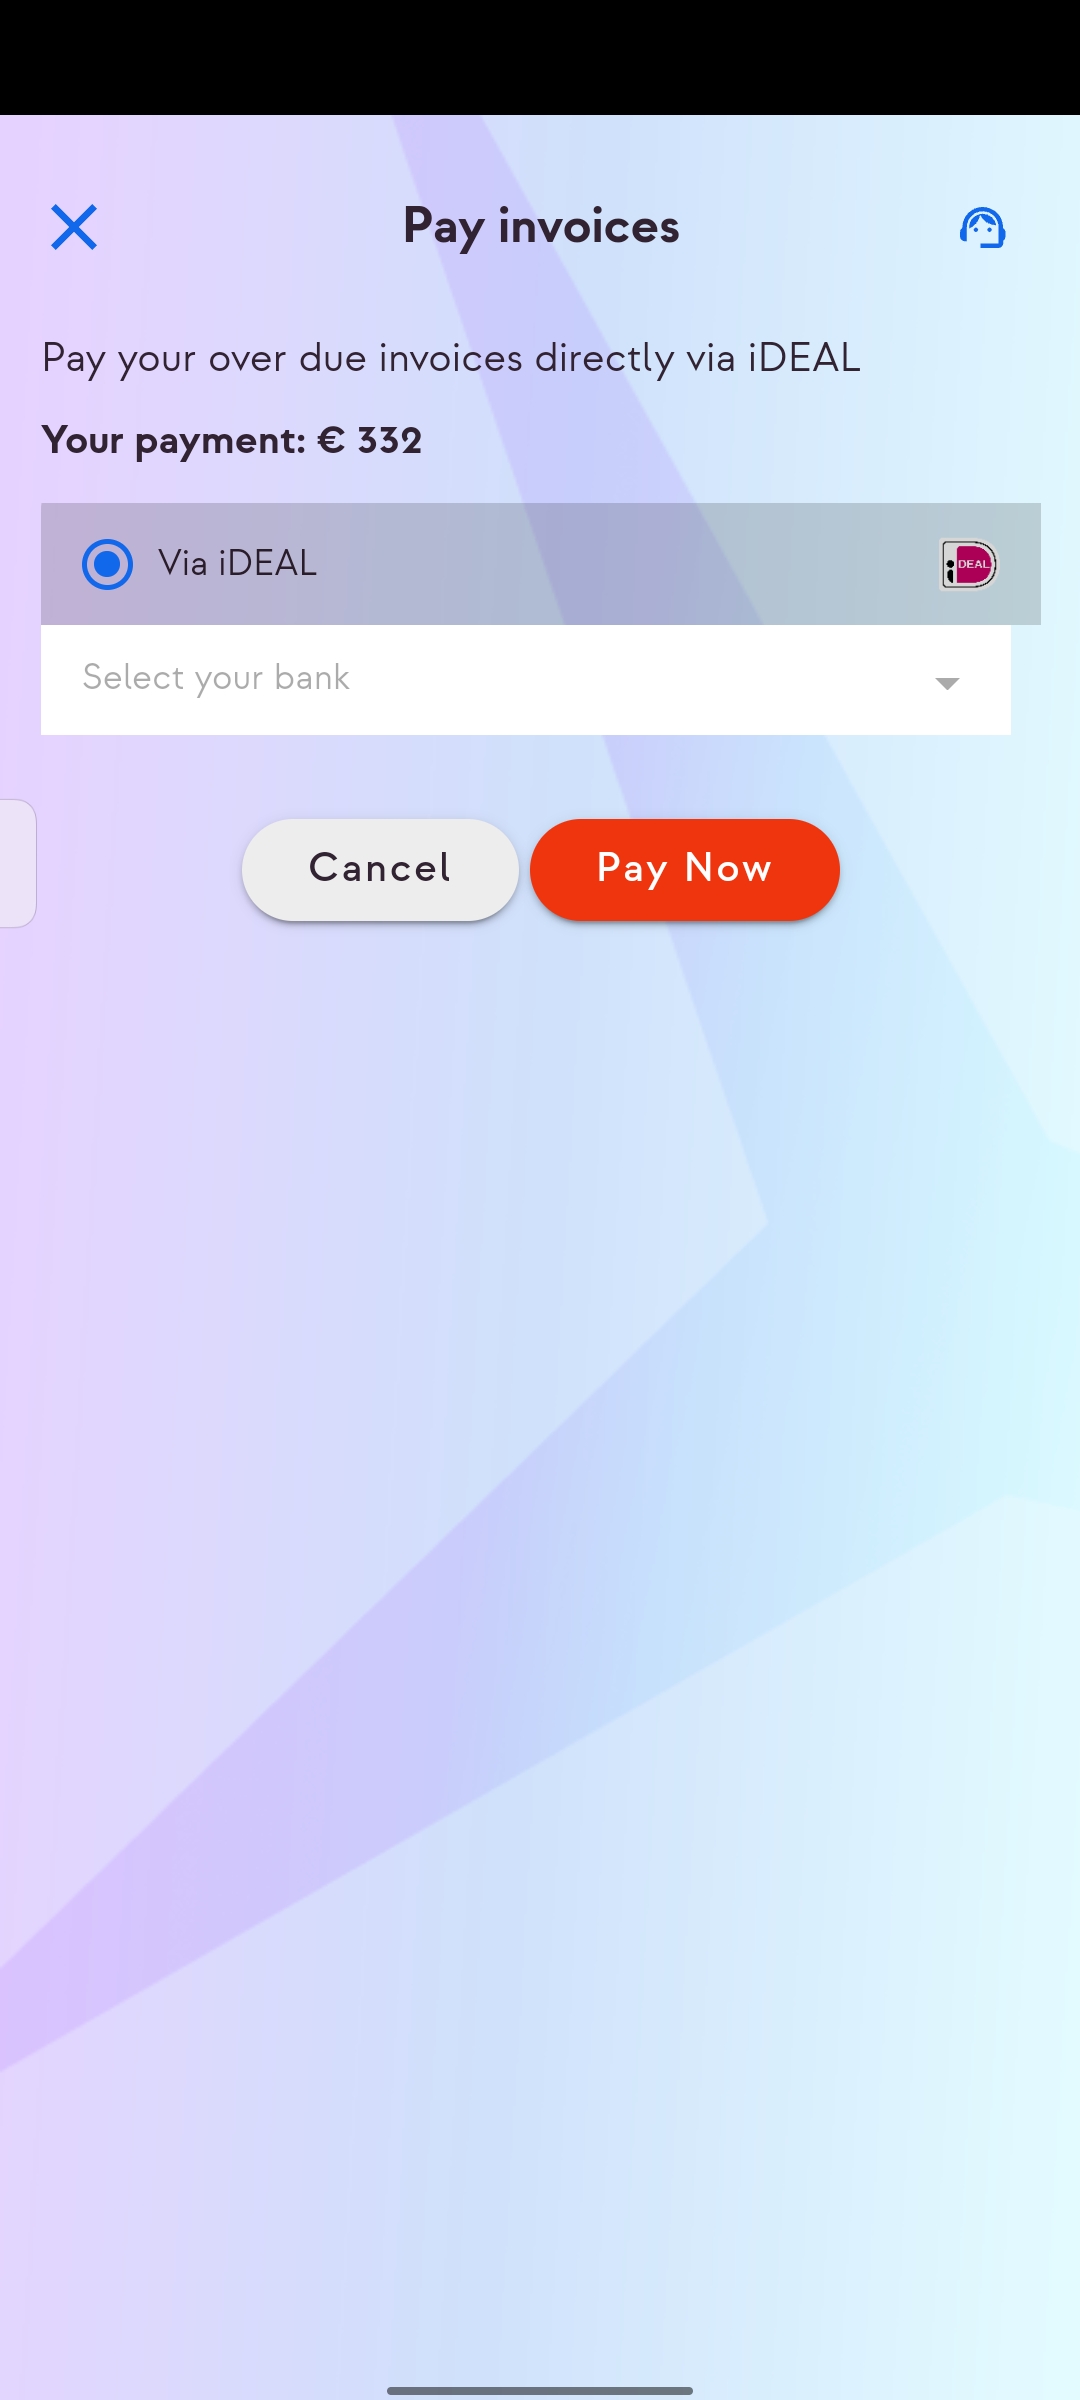 Pay invoices
Pay your over due invoices directly via iDEAL
Your payment: € 332
Via iDEAL
iDEAL
Select your bank
Cancel
Pay Now